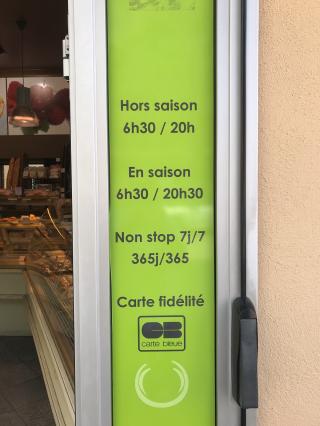 Hors saison
6h30 / 20h
En saison
6h30 / 20h30
Non stop 7j/7
365j/365
Carte fidélité
CB
carte bleue